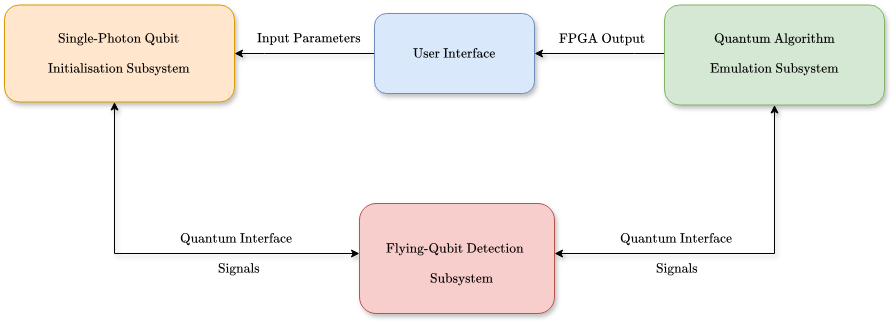 Single-Photon Qubit
Initialisation Subsystem
Input Parameters
User Interface
FPGA Output
Quantum Algorithm
Emulation Subsystem
Quantum Interface
Signals
Flying-Qubit Detection
Subsystem
Quantum Interface
Signals